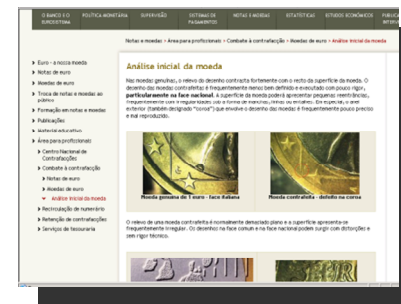 O BANCO E O EUROSISTEMA
POLÍTICA MONETÁRIA
SUPERVISÃO
SISTEMAS DE PAGAMENTOS
NOTAS E MOEDAS
ESTATÍSTICAS
ESTUDOS ECONÓMICOS
Notas e moedas > Área para profissionais > Combate à contrafacção > Moedas de euro > Análise inicial da moeda
Euro - a nossa moeda
Notas de euro
Moedas de euro
Troca de notas e moedas ao público
Formação em notas e moedas
Publicações
Material educativo
Área para profissionais
Centro Nacional de Contrafacções
Combate à contrafacção
Notas de euro
Moedas de euro
Análise inicial da moeda
Recirculação de numerário
Retenção de contrafacções
Serviços de tesouraria
Análise inicial da moeda
Nas moedas genuínas, o relevo do desenho contrasta fortemente com o resto da superfície da moeda. O
desenho das moedas contrafeitas é frequentemente menos bem definido e executado com pouco rigor,
particularmente na face nacional. A superfície da moeda poderá apresentar pequenas reentrâncias,
frequentemente com irregularidades sob a forma de manchas, linhas ou entalhes. Em especial, o anel
exterior (também designado "coroa") que envolve o desenho das moedas é frequentemente pouco preciso
e mal reproduzido.
Moeda genuína de 1 euro - face italiana
Moeda contrafeita - defeito na coroa
O relevo de uma moeda contrafeita é normalmente demasiado plano e a superfície apresenta-se
frequentemente irregular. Os desenhos na face comum e na face nacional podem surgir com distorções e
sem rigor técnico.